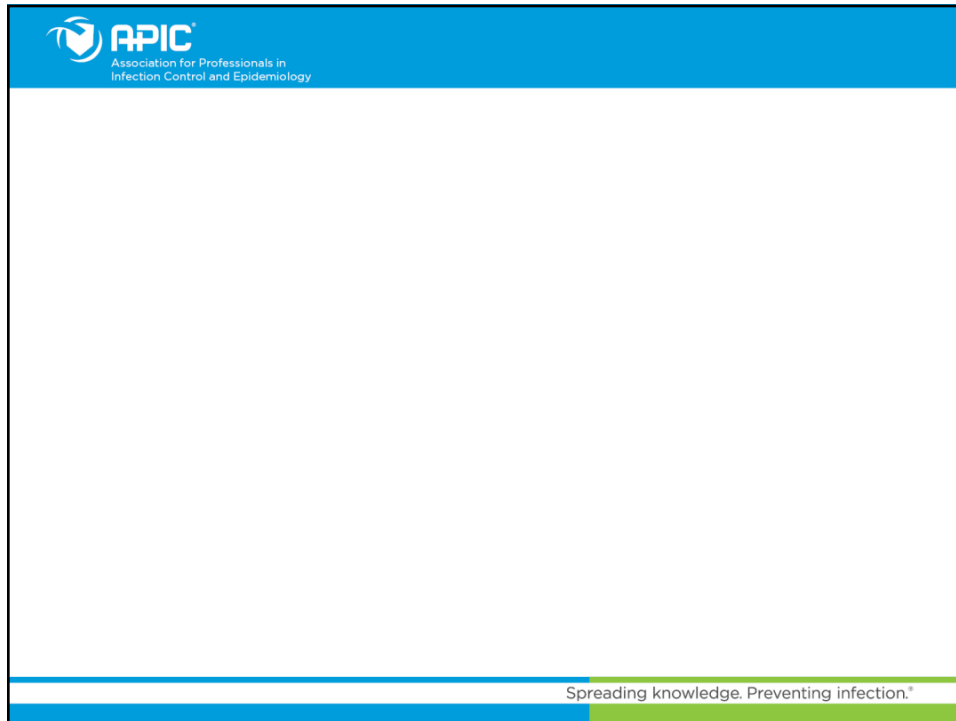 APIC®
Association for Professionals in
Infection Control and Epidemiology
Spreading knowledge. Preventing infection.®